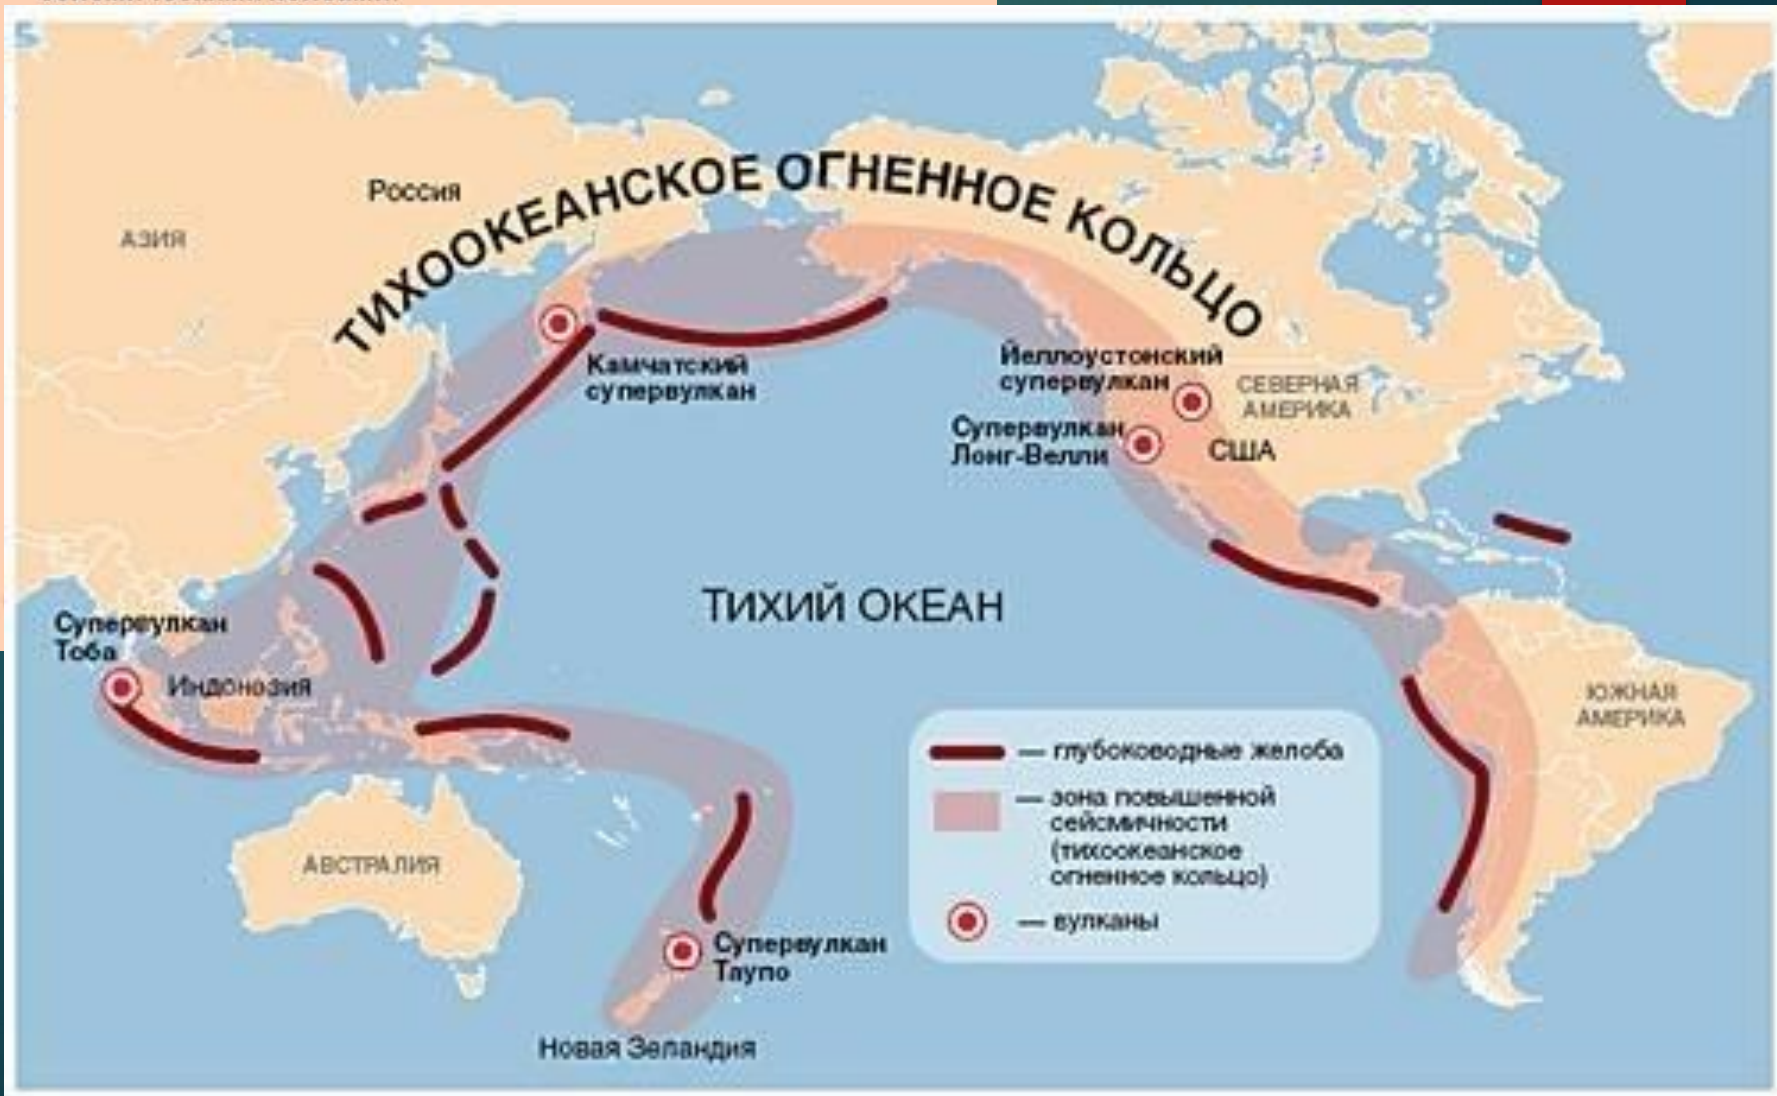 ТИХООКЕАНСКОЕ ОГНЕННОЕ КОЛЬЦО
Россия
АЗИЯ
Камчатский
супервулкан
Йеллоустонский
супервулкан
СЕВЕРНАЯ
АМЕРИКА
Супервулкан
Лонг-Велли
США
ТИХИЙ ОКЕАН
Супервулкан
Тоба
Индонозия
ЮЖНАЯ
АМЕРИКА
АВСТРАЛИЯ
— глубоководные желоба
— зона повышенной
сейсмичности
(тихоокеанское
огненное кольцо)
— вулканы
Супервулкан
Таупо
Новая Зеландия